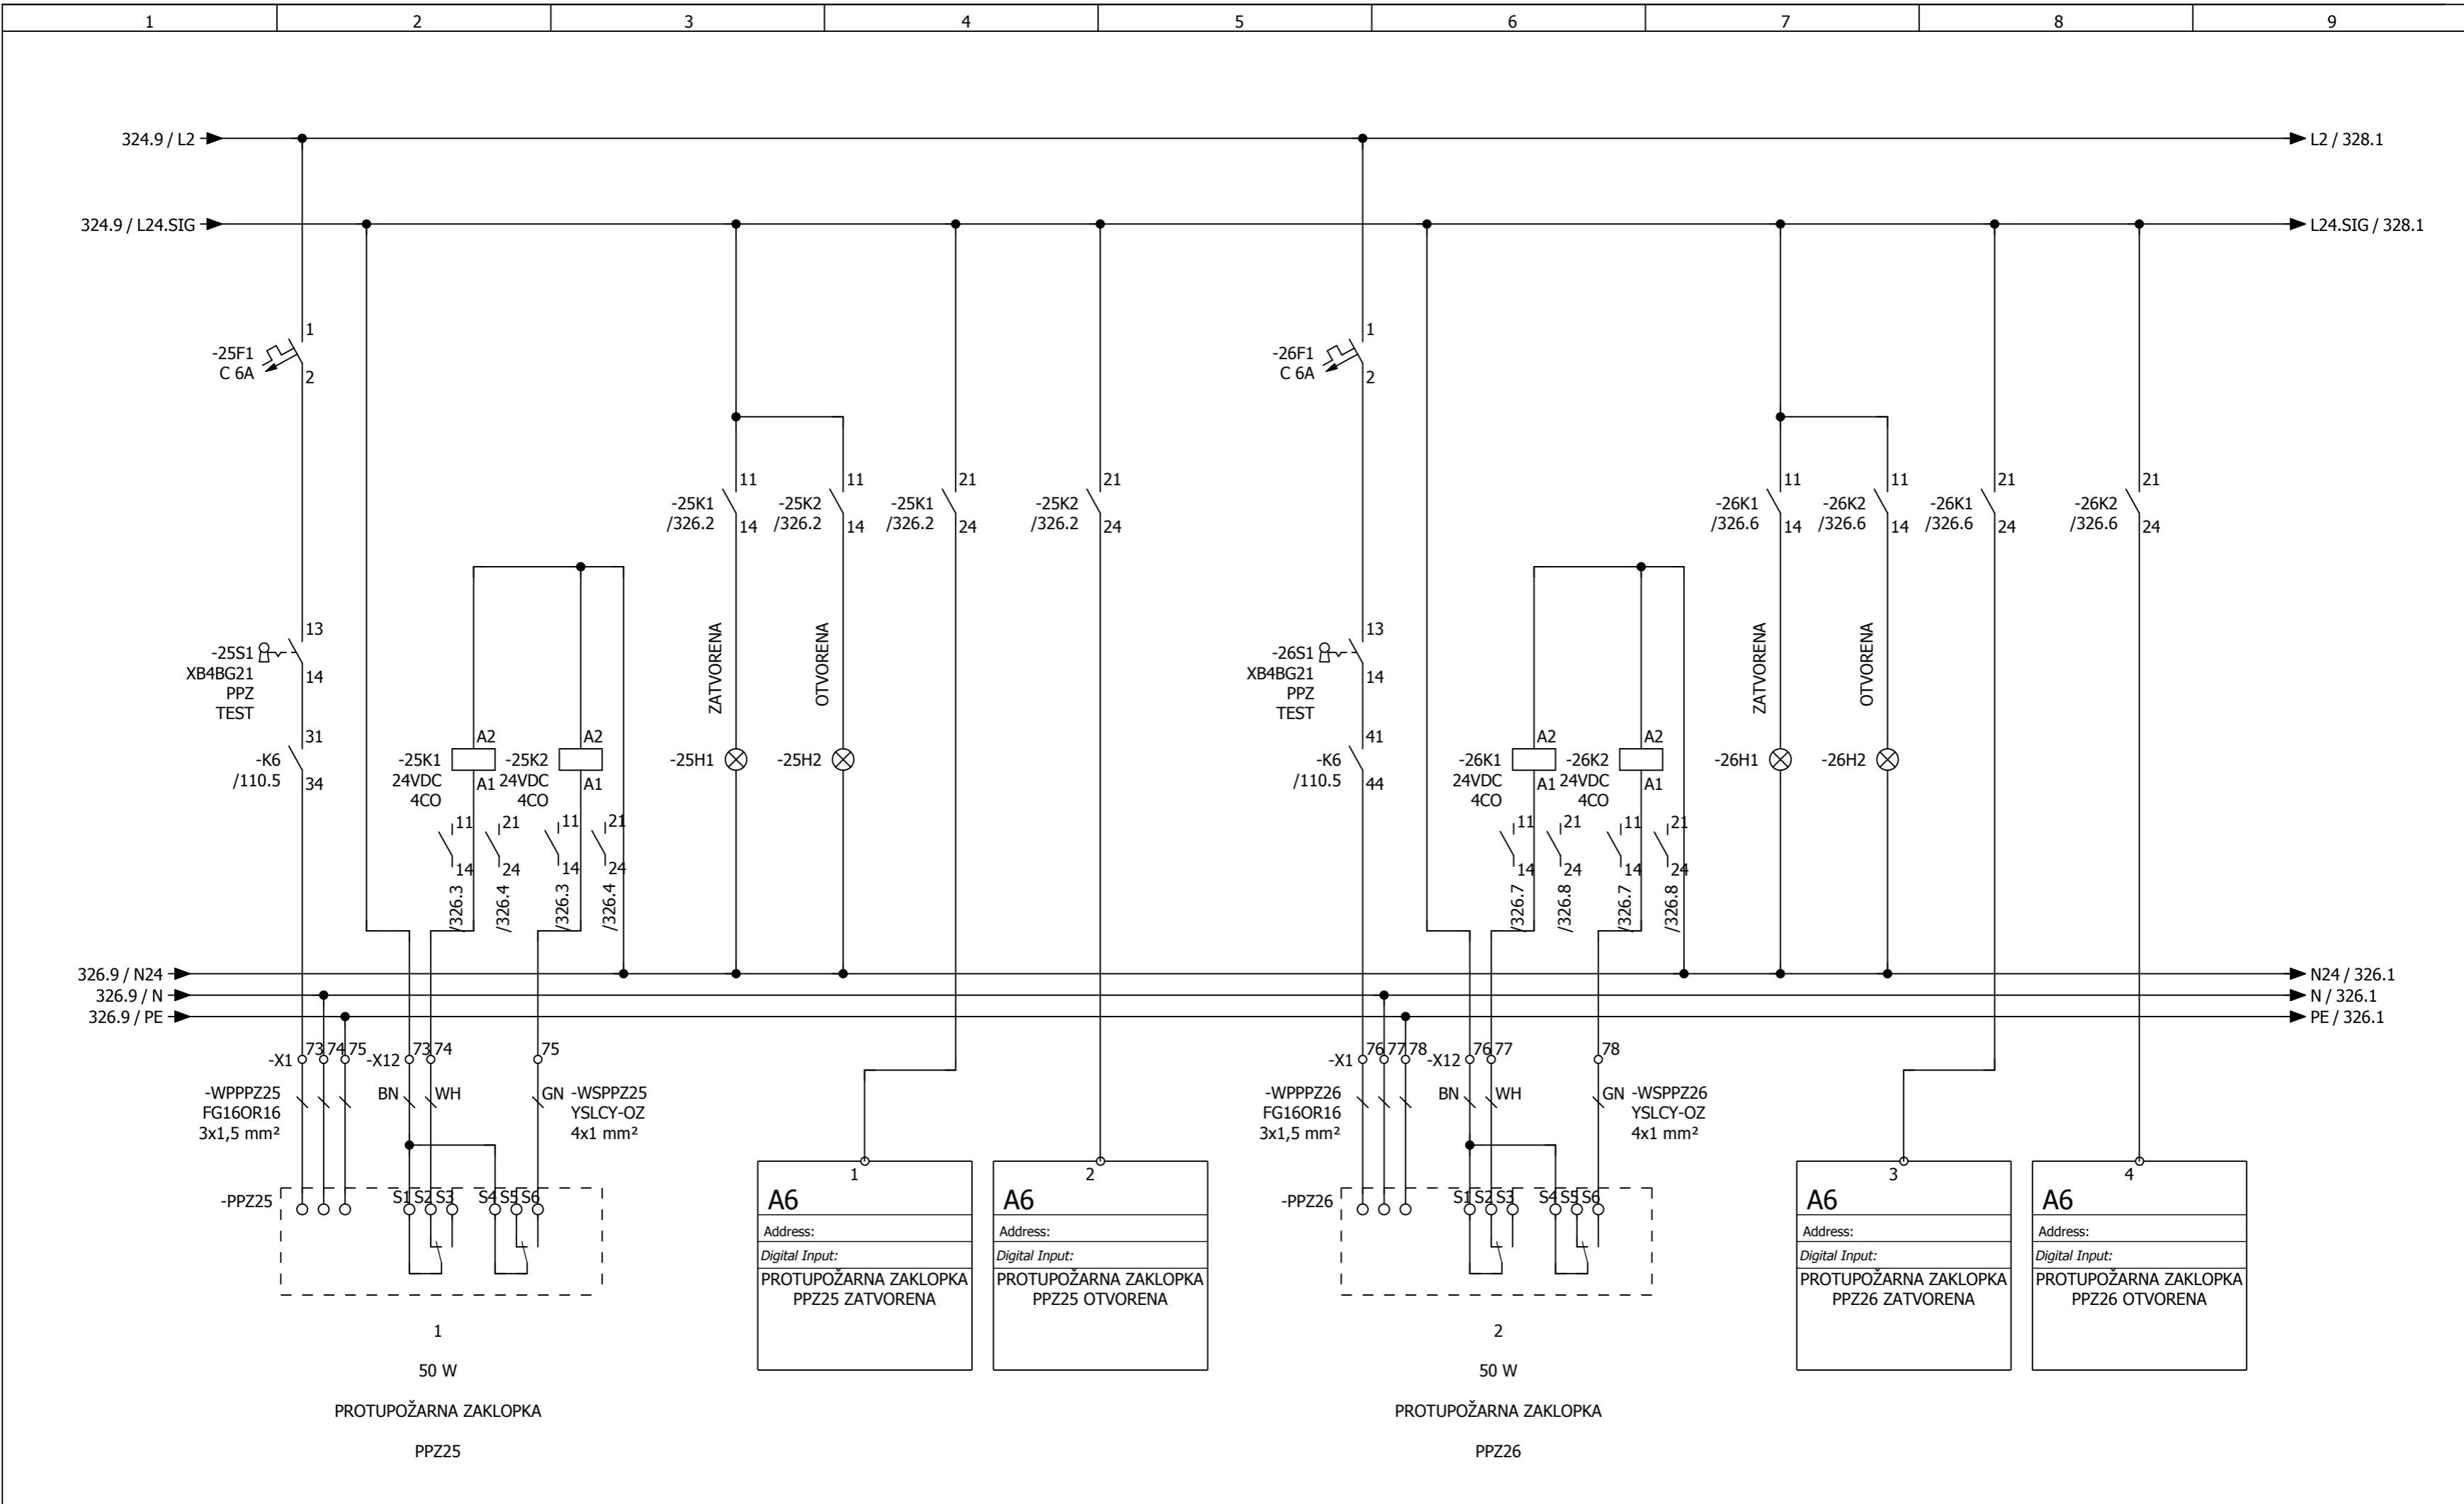 1 2 3 4 5 6 7 8 9
324.9 / L2
L2 / 328.1
324.9 / L24.SIG
L24.SIG / 328.1
1
-25F1
C 6A
2
1
-26F1
C 6A
2
11
-25K1
/326.2
14
11
-25K2
/326.2
14
21
-25K1
/326.2
24
21
-25K2
/326.2
24
11
-26K1
/326.6
14
11
-26K2
/326.6
14
21
-26K1
/326.6
24
21
-26K2
/326.6
24
13
-25S1
XB4BG21
14
PPZ
TEST
31
-K6
/110.5
34
A2
-25K1
24VDC
A1
4CO
11
14
/326.3
21
24
/326.4
A2
-25K2
24VDC
A1
4CO
11
14
/326.3
21
24
/326.4
ZATVORENA
-25H1
OTVORENA
-25H2
13
-26S1
XB4BG21
14
PPZ
TEST
41
-K6
/110.5
44
A2
-26K1
24VDC
A1
4CO
11
14
/326.7
21
24
/326.8
A2
-26K2
24VDC
A1
4CO
11
14
/326.7
21
24
/326.8
ZATVORENA
-26H1
OTVORENA
-26H2
326.9 / N24
N24 / 326.1
326.9 / N
N / 326.1
326.9 / PE
PE / 326.1
-X1 73 74 75
-X12 73 74 75
-WPPPZ25
FG16OR16
3x1,5 mm²
BN WH GN
-WSPPZ25
YSLCY-OZ
4x1 mm²
-PPZ25
S1 S2 S3 S4 S5 S6
1
50 W
PROTUPOŽARNA ZAKLOPKA
PPZ25
1
A6
Address:
Digital Input:
PROTUPOŽARNA ZAKLOPKA
PPZ25 ZATVORENA
2
A6
Address:
Digital Input:
PROTUPOŽARNA ZAKLOPKA
PPZ25 OTVORENA
-X1 76 77 78
-X12 76 77 78
-WPPPZ26
FG16OR16
3x1,5 mm²
BN WH GN
-WSPPZ26
YSLCY-OZ
4x1 mm²
-PPZ26
S1 S2 S3 S4 S5 S6
2
50 W
PROTUPOŽARNA ZAKLOPKA
PPZ26
3
A6
Address:
Digital Input:
PROTUPOŽARNA ZAKLOPKA
PPZ26 ZATVORENA
4
A6
Address:
Digital Input:
PROTUPOŽARNA ZAKLOPKA
PPZ26 OTVORENA